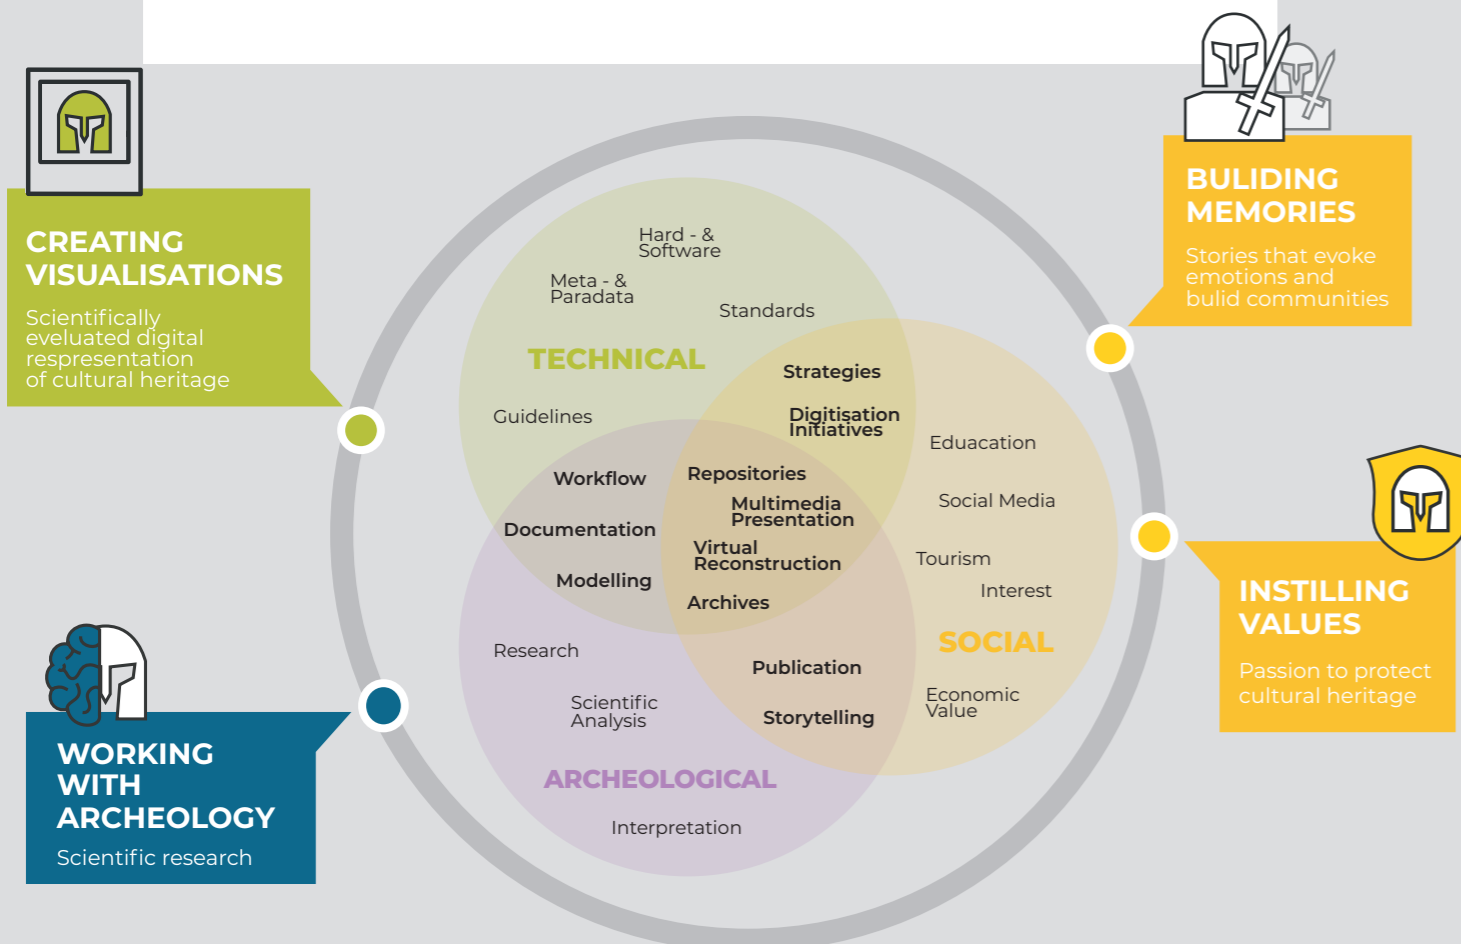 CREATING
VISUALISATIONS
Scientifically
eveluated digital
respresentation
of cultural heritage
BULIDING
MEMORIES
Stories that evoke
emotions and
bulid communities
Hard - &
Software
Meta - &
Paradata
Standards
TECHNICAL
Strategies
Guidelines
Digitisation
Initiatives
Eduacation
Workflow
Repositories
Multimedia
Presentation
Social Media
Documentation
Virtual
Reconstruction
Tourism
Modelling
Interest
Archives
SOCIAL
Research
Publication
Scientific
Analysis
Economic
Value
Storytelling
ARCHEOLOGICAL
Interpretation
INSTILLING
VALUES
Passion to protect
cultural heritage
WORKING
WITH
ARCHEOLOGY
Scientific research